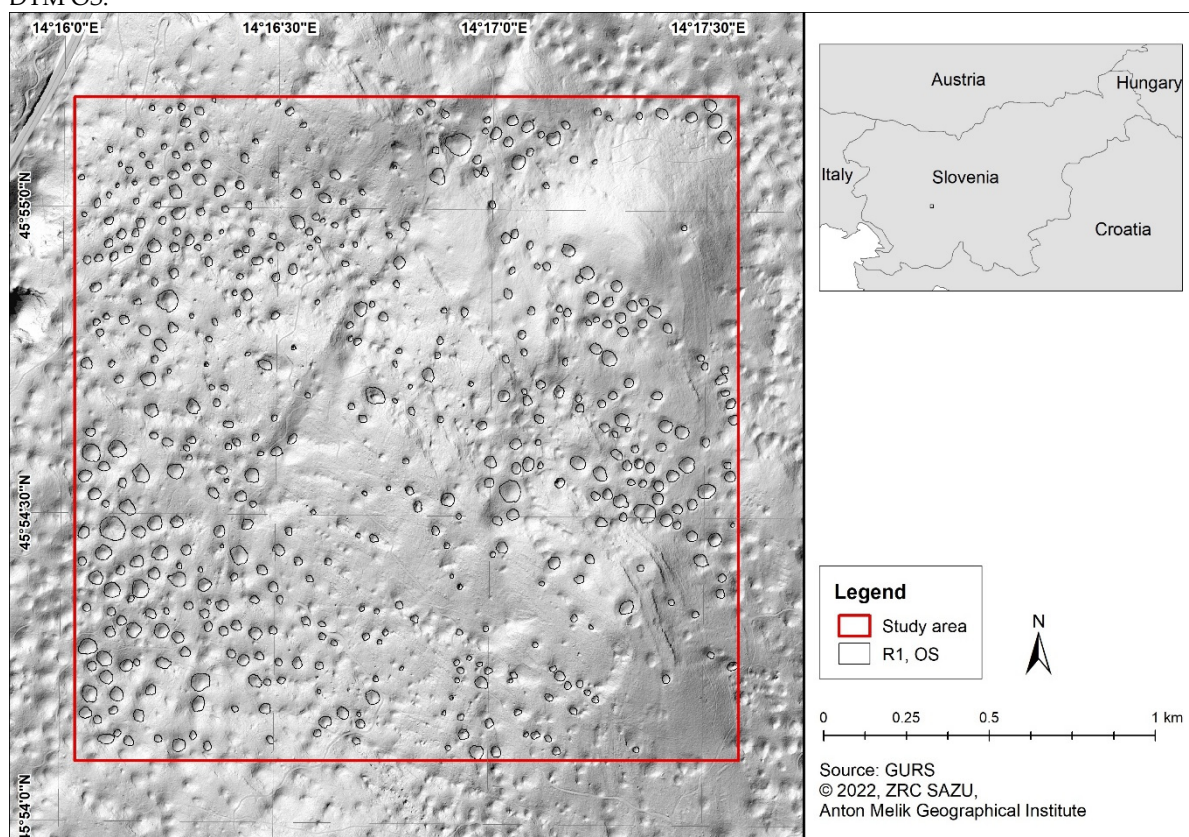 DTM OS.
14°16'0"E 14°16'30"E 14°17'0"E 14°17'30"E
45°55'0"N
45°54'30"N
45°54'0"N
Austria
Hungary
Italy
Slovenia
Croatia
Legend
Study area
R1, OS
N
0 0.25 0.5 1 km
Source: GURS
© 2022, ZRC SAZU,
Anton Melik Geographical Institute